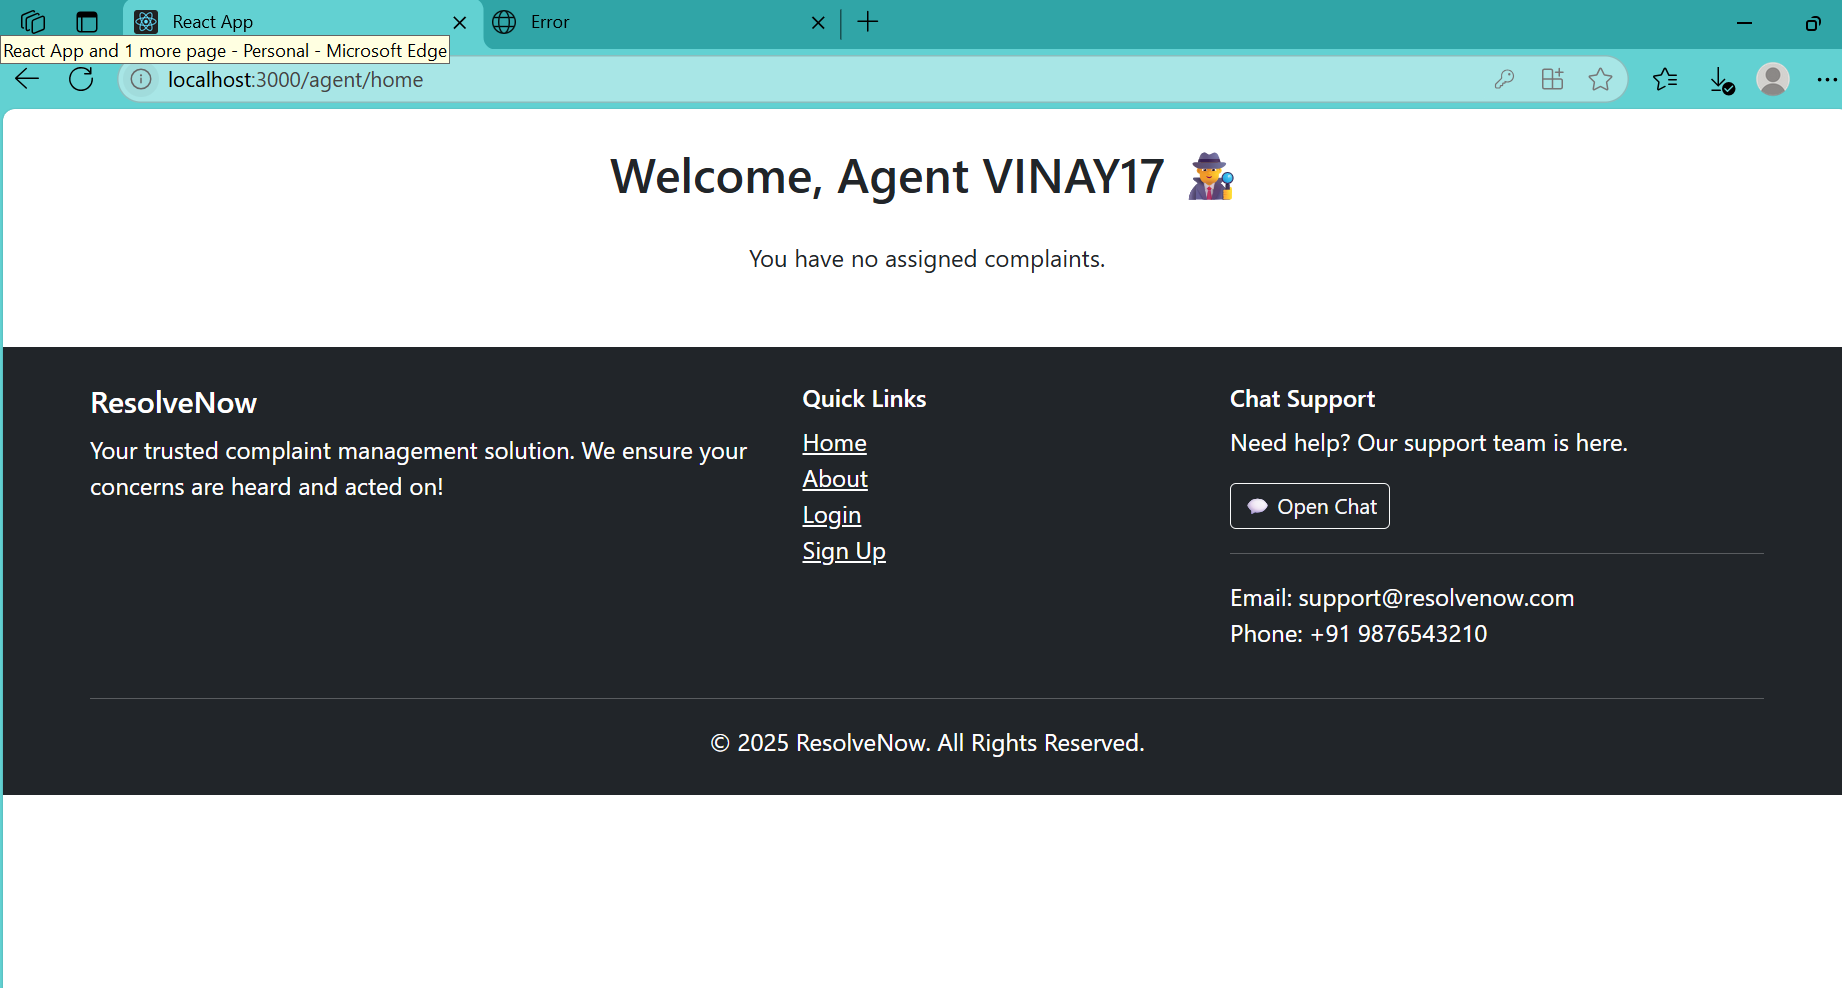 React App
Error
React App and 1 more page - Personal - Microsoft Edge
localhost:3000/agent/home
Welcome, Agent VINAY17
You have no assigned complaints.
ResolveNow
Your trusted complaint management solution. We ensure your
concerns are heard and acted on!
Quick Links
Home
About
Login
Sign Up
Chat Support
Need help? Our support team is here.
Open Chat
Email: support@resolvenow.com
Phone: +91 9876543210
© 2025 ResolveNow. All Rights Reserved.